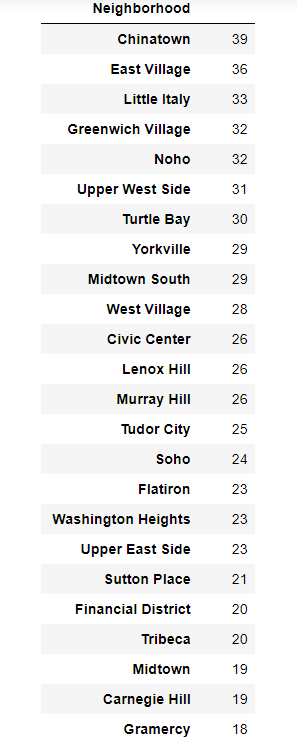 Neighborhood
Chinatown 39
East Village 36
Little Italy 33
Greenwich Village 32
Noho 32
Upper West Side 31
Turtle Bay 30
Yorkville 29
Midtown South 29
West Village 28
Civic Center 26
Lenox Hill 26
Murray Hill 26
Tudor City 25
Soho 24
Flatiron 23
Washington Heights 23
Upper East Side 23
Sutton Place 21
Financial District 20
Tribeca 20
Midtown 19
Carnegie Hill 19
Gramercy 18